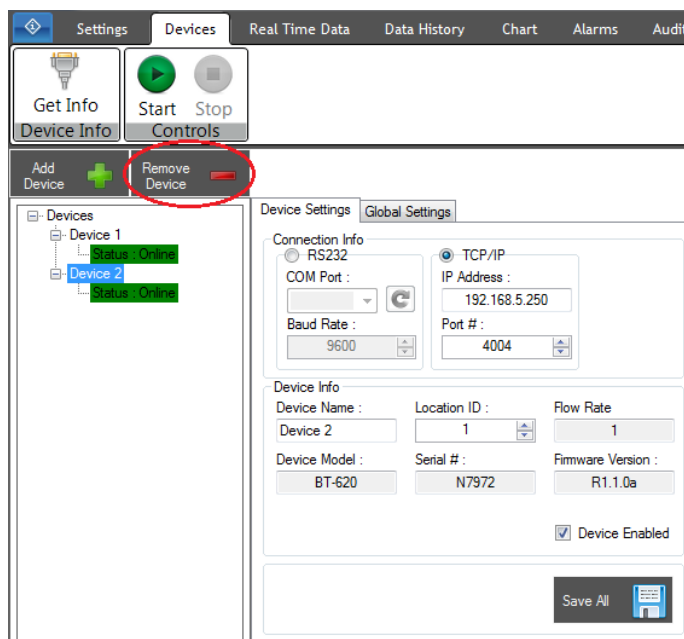 Settings Devices Real Time Data Data History Chart Alarms Audit
Get Info Start Stop
Device Info Controls
Add Device Remove Device
Devices
Device 1
Status : Online
Device 2
Status : Online
Device Settings Global Settings
Connection Info
RS232 TCP/IP
COM Port : IP Address :
192.168.5.250
Baud Rate : Port # :
9600 4004
Device Info
Device Name : Location ID : Flow Rate
Device 2 1 1
Device Model : Serial # : Firmware Version :
BT-620 N7972 R1.1.0a
Device Enabled
Save All